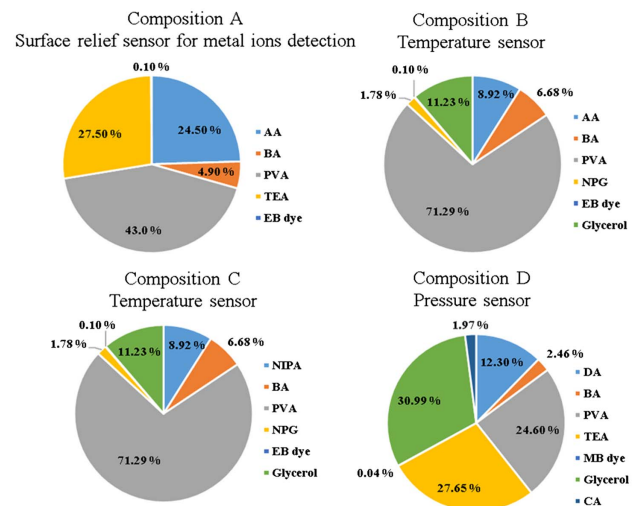 Composition A
Surface relief sensor for metal ions detection
0.10 %
27.50 %
24.50 %
4.90 %
43.0 %
AA
BA
PVA
TEA
EB dye
Composition B
Temperature sensor
0.10 %
1.78 %
11.23 %
8.92 %
6.68 %
71.29 %
AA
BA
PVA
NPG
EB dye
Glycerol
Composition C
Temperature sensor
0.10 %
1.78 %
11.23 %
8.92 %
6.68 %
71.29 %
NIPA
BA
PVA
NPG
EB dye
Glycerol
Composition D
Pressure sensor
1.97 %
12.30 %
2.46 %
30.99 %
24.60 %
0.04 %
27.65 %
DA
BA
PVA
TEA
MB dye
Glycerol
CA